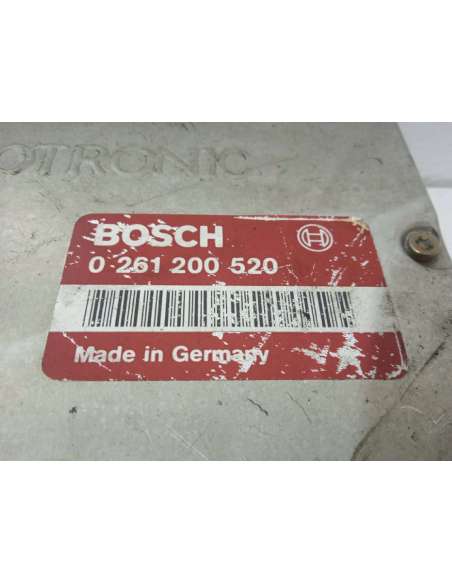 OTRONIC
BOSCH
0 261 200 520
Made in Germany